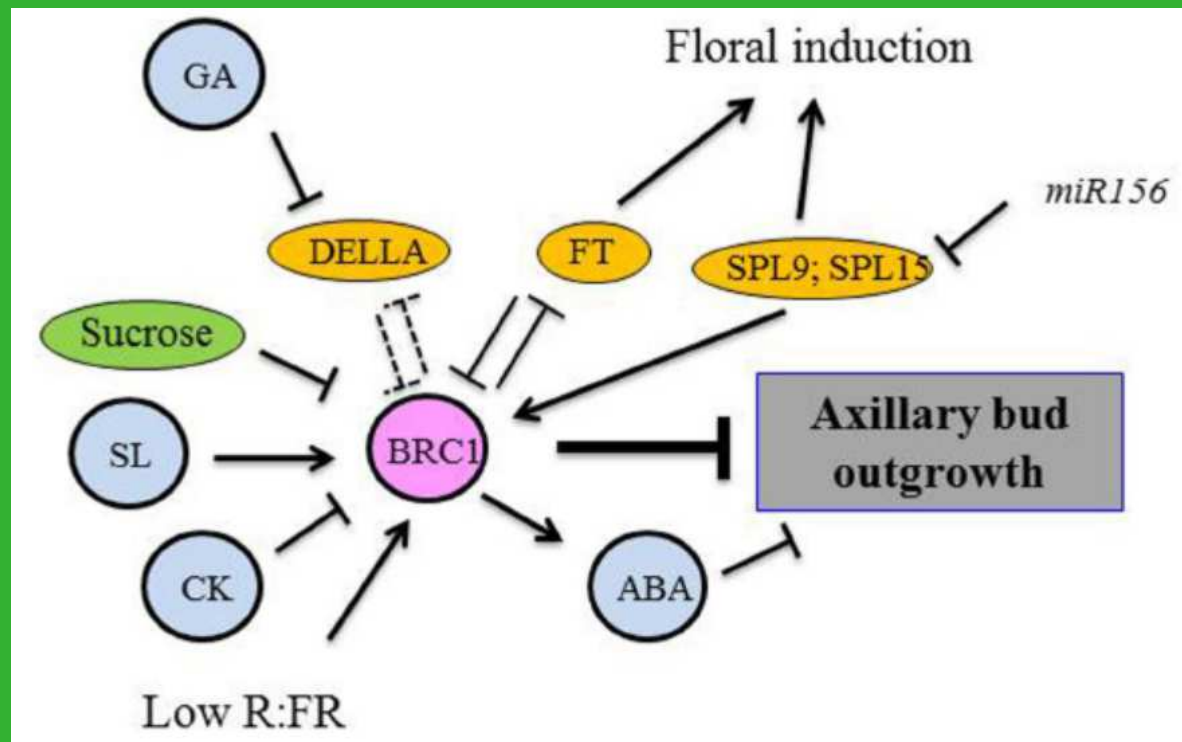 GA
Floral induction
miR156
DELLA
FT
SPL9; SPL15
Sucrose
SL
BRC1
Axillary bud
outgrowth
CK
ABA
Low R:FR